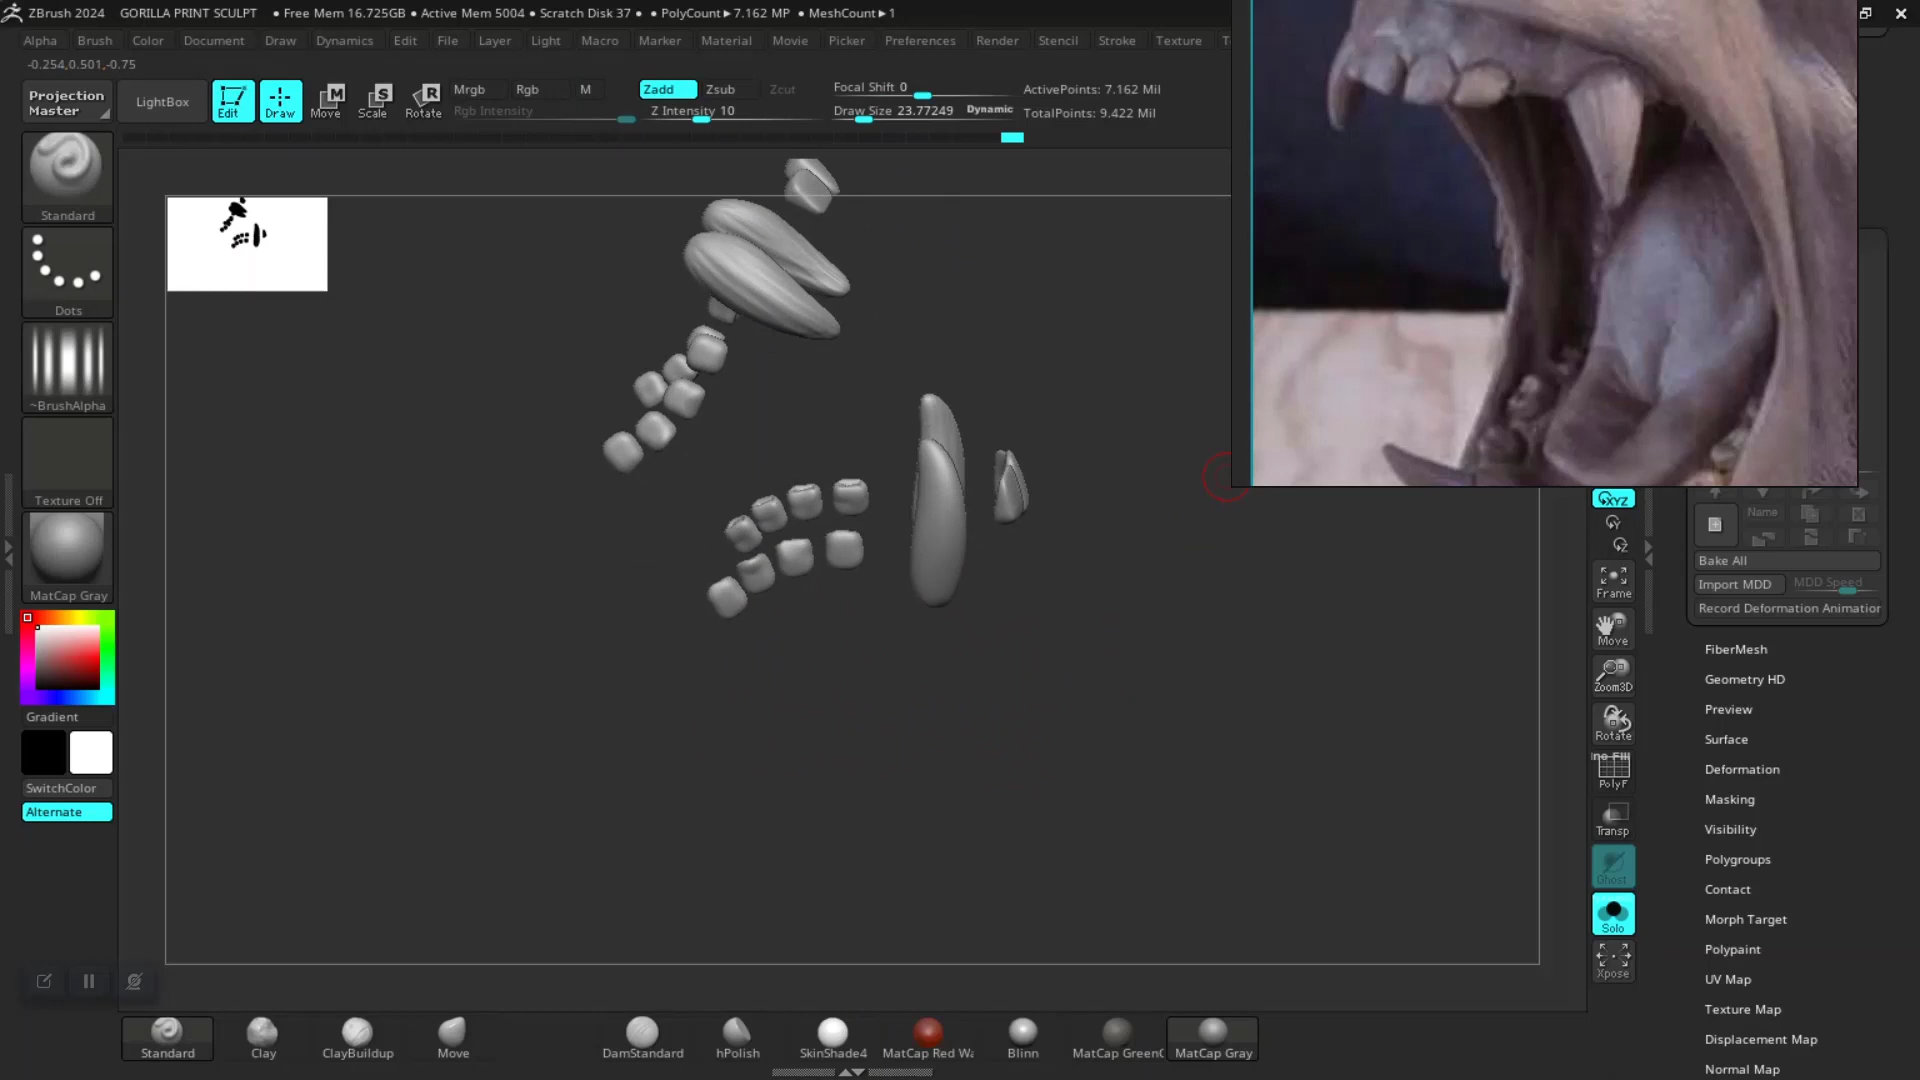 ZBrush 2024 GORILLA PRINT SCULPT • Free Mem 16.725GB • Active Mem 5004 • Scratch Disk 37 • PolyCount▸7.162 MP • MeshCount▸1
Alpha Brush Color Document Draw Dynamics Edit File Layer Light Macro Marker Material Movie Picker Preferences Render Stencil Stroke Texture
-0.254,0.501,-0.75
Projection Master
LightBox
Edit
Draw
Move
Scale
Rotate
Mrgb Rgb M
Rgb Intensity
Zadd Zsub Zcut
Z Intensity 10
Focal Shift 0
Draw Size 23.77249 Dynamic
ActivePoints: 7.162 Mil
TotalPoints: 9.422 Mil
Standard
Dots
~BrushAlpha
Texture Off
MatCap Gray
Gradient
SwitchColor
Alternate
XYZ
Y
Z
Frame
Move
Zoom3D
Rotate
PolyF
Transp
Ghost
Solo
Xpose
Name
Bake All
Import MDD MDD Speed
Record Deformation Animation
FiberMesh
Geometry HD
Preview
Surface
Deformation
Masking
Visibility
Polygroups
Contact
Morph Target
Polypaint
UV Map
Texture Map
Displacement Map
Normal Map
Standard Clay ClayBuildup Move DamStandard hPolish SkinShade4 MatCap Red Wa Blinn MatCap GreenC MatCap Gray